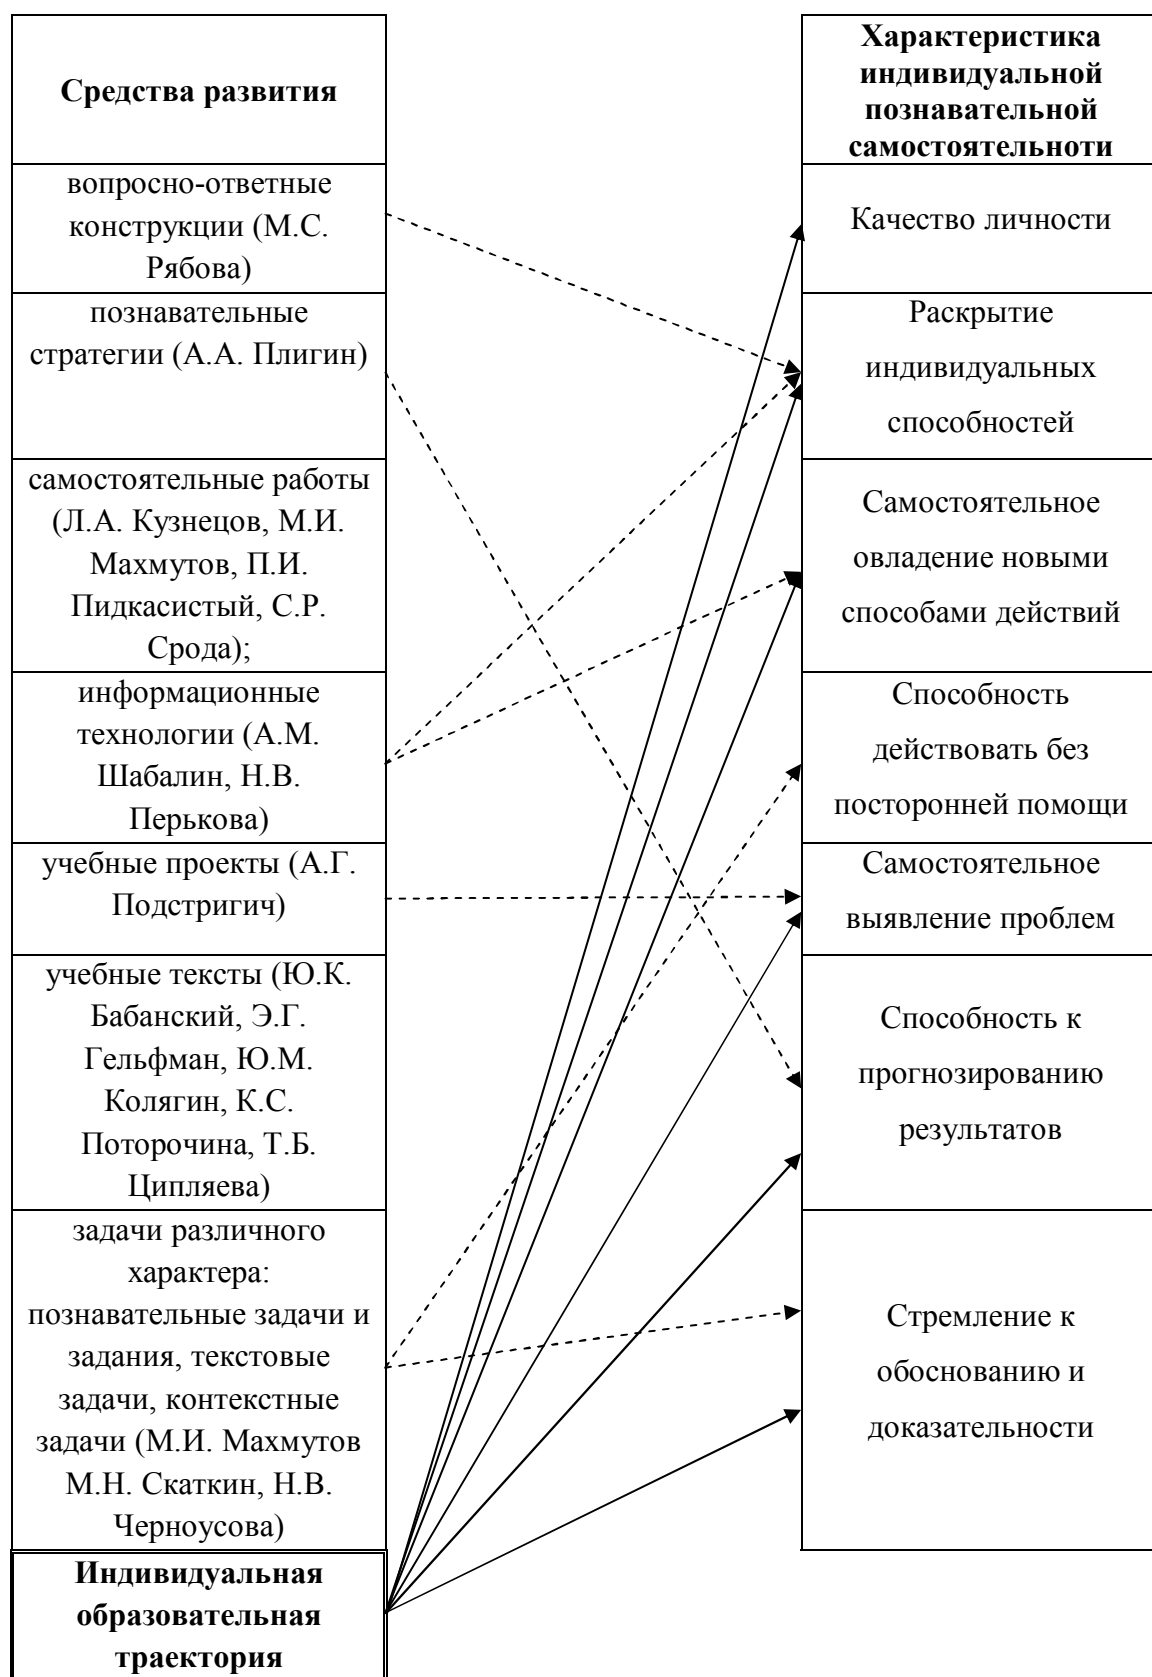 Средства развития
вопросно-ответные
конструкции (М.С.
Рябова)
познавательные
стратегии (А.А. Плигин)
самостоятельные работы
(Л.А. Кузнецов, М.И.
Махмутов, П.И.
Пидкасистый, С.Р.
Срода);
информационные
технологии (А.М.
Шабалин, Н.В.
Перькова)
учебные проекты (А.Г.
Подстригич)
учебные тексты (Ю.К.
Бабанский, Э.Г.
Гельфман, Ю.М.
Колягин, К.С.
Поторочина, Т.Б.
Ципляева)
задачи различного
характера:
познавательные задачи и
задания, текстовые
задачи, контекстные
задачи (М.И. Махмутов
М.Н. Скаткин, Н.В.
Черноусова)
Индивидуальная
образовательная
траектория
Характеристика
индивидуальной
познавательной
самостоятельноти
Качество личности
Раскрытие
индивидуальных
способностей
Самостоятельное
овладение новыми
способами действий
Способность
действовать без
посторонней помощи
Самостоятельное
выявление проблем
Способность к
прогнозированию
результатов
Стремление к
обоснованию и
доказательности